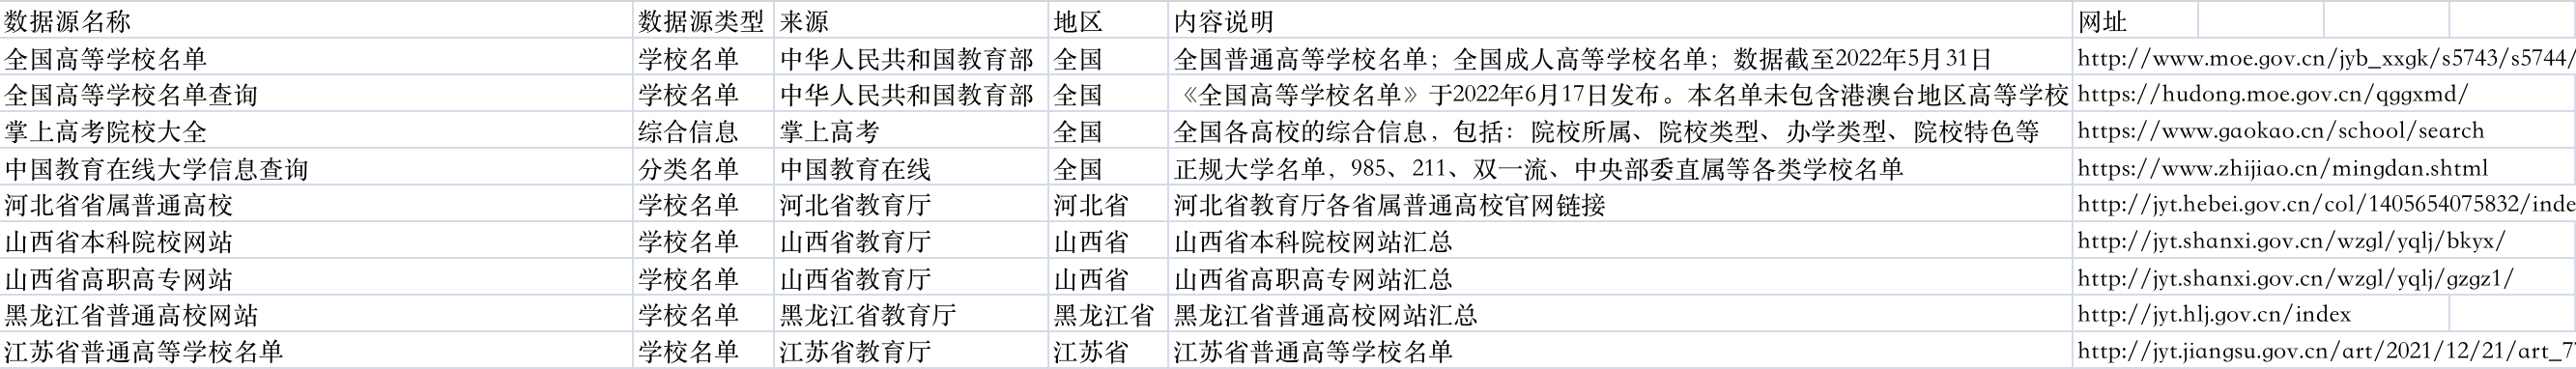 数据源名称 数据源类型 来源 地区 内容说明 网址
全国高等学校名单 学校名单 中华人民共和国教育部 全国 全国普通高等学校名单；全国成人高等学校名单；数据截至2022年5月31日 http://www.moe.gov.cn/jyb_xxgk/s5743/s5744/
全国高等学校名单查询 学校名单 中华人民共和国教育部 全国 《全国高等学校名单》于2022年6月17日发布。本名单未包含港澳台地区高等学校 https://hudong.moe.gov.cn/qggxmd/
掌上高考院校大全 综合信息 掌上高考 全国 全国各高校的综合信息，包括：院校所属、院校类型、办学类型、院校特色等 https://www.gaokao.cn/school/search
中国教育在线大学信息查询 分类名单 中国教育在线 全国 正规大学名单，985、211、双一流、中央部委直属等各类学校名单 https://www.zhijiao.cn/mingdan.shtml
河北省省属普通高校 学校名单 河北省教育厅 河北省 河北省教育厅各省属普通高校官网链接 http://jyt.hebei.gov.cn/col/1405654075832/inde
山西省本科院校网站 学校名单 山西省教育厅 山西省 山西省本科院校网站汇总 http://jyt.shanxi.gov.cn/wzgl/yqlj/bkyx/
山西省高职高专网站 学校名单 山西省教育厅 山西省 山西省高职高专网站汇总 http://jyt.shanxi.gov.cn/wzgl/yqlj/gzgz1/
黑龙江省普通高校网站 学校名单 黑龙江省教育厅 黑龙江省 黑龙江省普通高校网站汇总 http://jyt.hlj.gov.cn/index
江苏省普通高等学校名单 学校名单 江苏省教育厅 江苏省 江苏省普通高等学校名单 http://jyt.jiangsu.gov.cn/art/2021/12/21/art_7